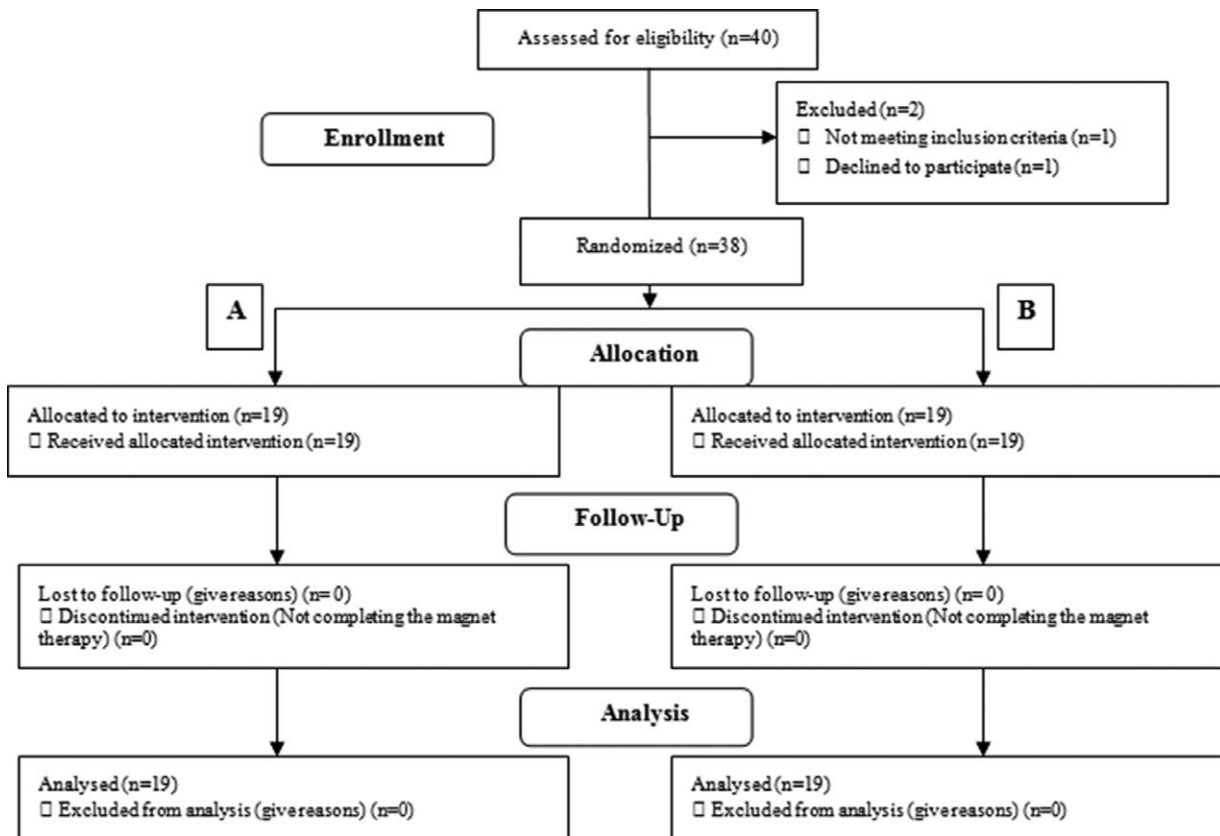 Assessed for eligibility (n=40)
Enrollment
Excluded (n=2)
☐ Not meeting inclusion criteria (n=1)
☐ Declined to participate (n=1)
Randomized (n=38)
A
B
Allocation
Allocated to intervention (n=19)
☐ Received allocated intervention (n=19)
Allocated to intervention (n=19)
☐ Received allocated intervention (n=19)
Follow-Up
Lost to follow-up (give reasons) (n= 0)
☐ Discontinued intervention (Not completing the magnet
therapy) (n=0)
Lost to follow-up (give reasons) (n= 0)
☐ Discontinued intervention (Not completing the magnet
therapy) (n=0)
Analysis
Analysed (n=19)
☐ Excluded from analysis (give reasons) (n=0)
Analysed (n=19)
☐ Excluded from analysis (give reasons) (n=0)